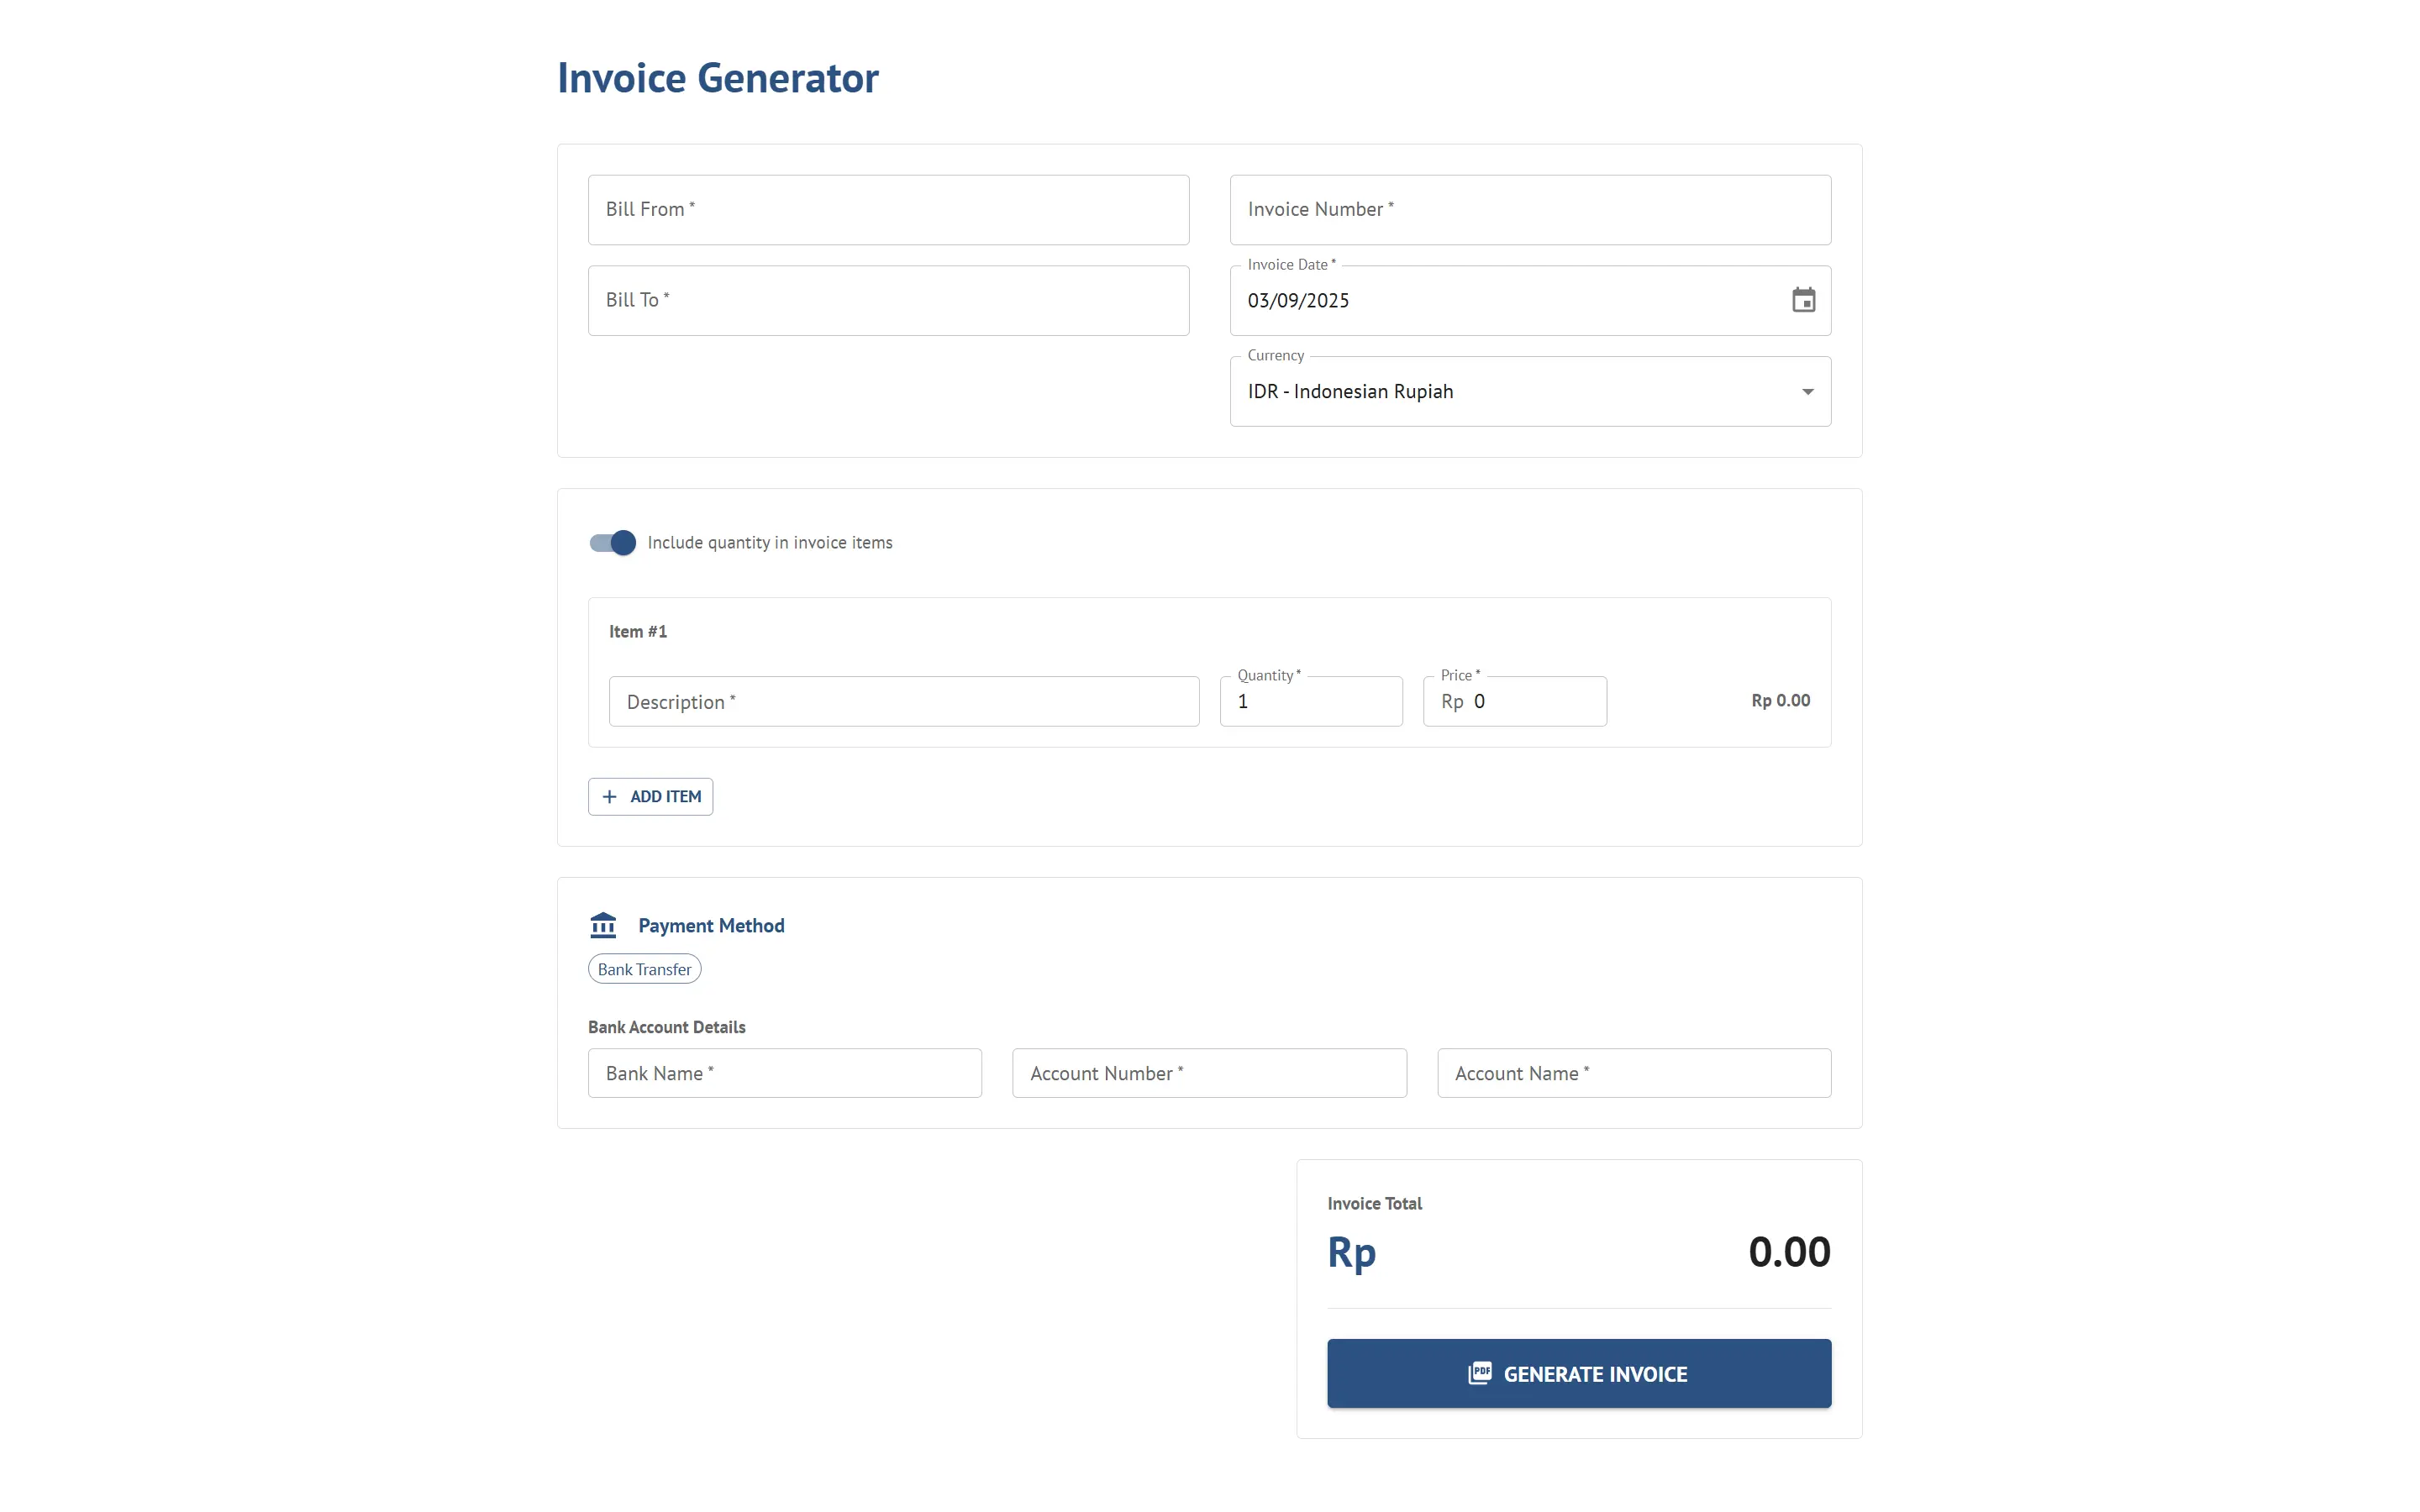 Invoice Generator
Bill From *
Invoice Number *
Bill To *
Invoice Date *
03/09/2025
Currency
IDR - Indonesian Rupiah
Include quantity in invoice items
Item #1
Description *
Quantity *
1
Price *
Rp 0
Rp 0.00
+ ADD ITEM
Payment Method
Bank Transfer
Bank Account Details
Bank Name *
Account Number *
Account Name *
Invoice Total
Rp 0.00
PDF GENERATE INVOICE